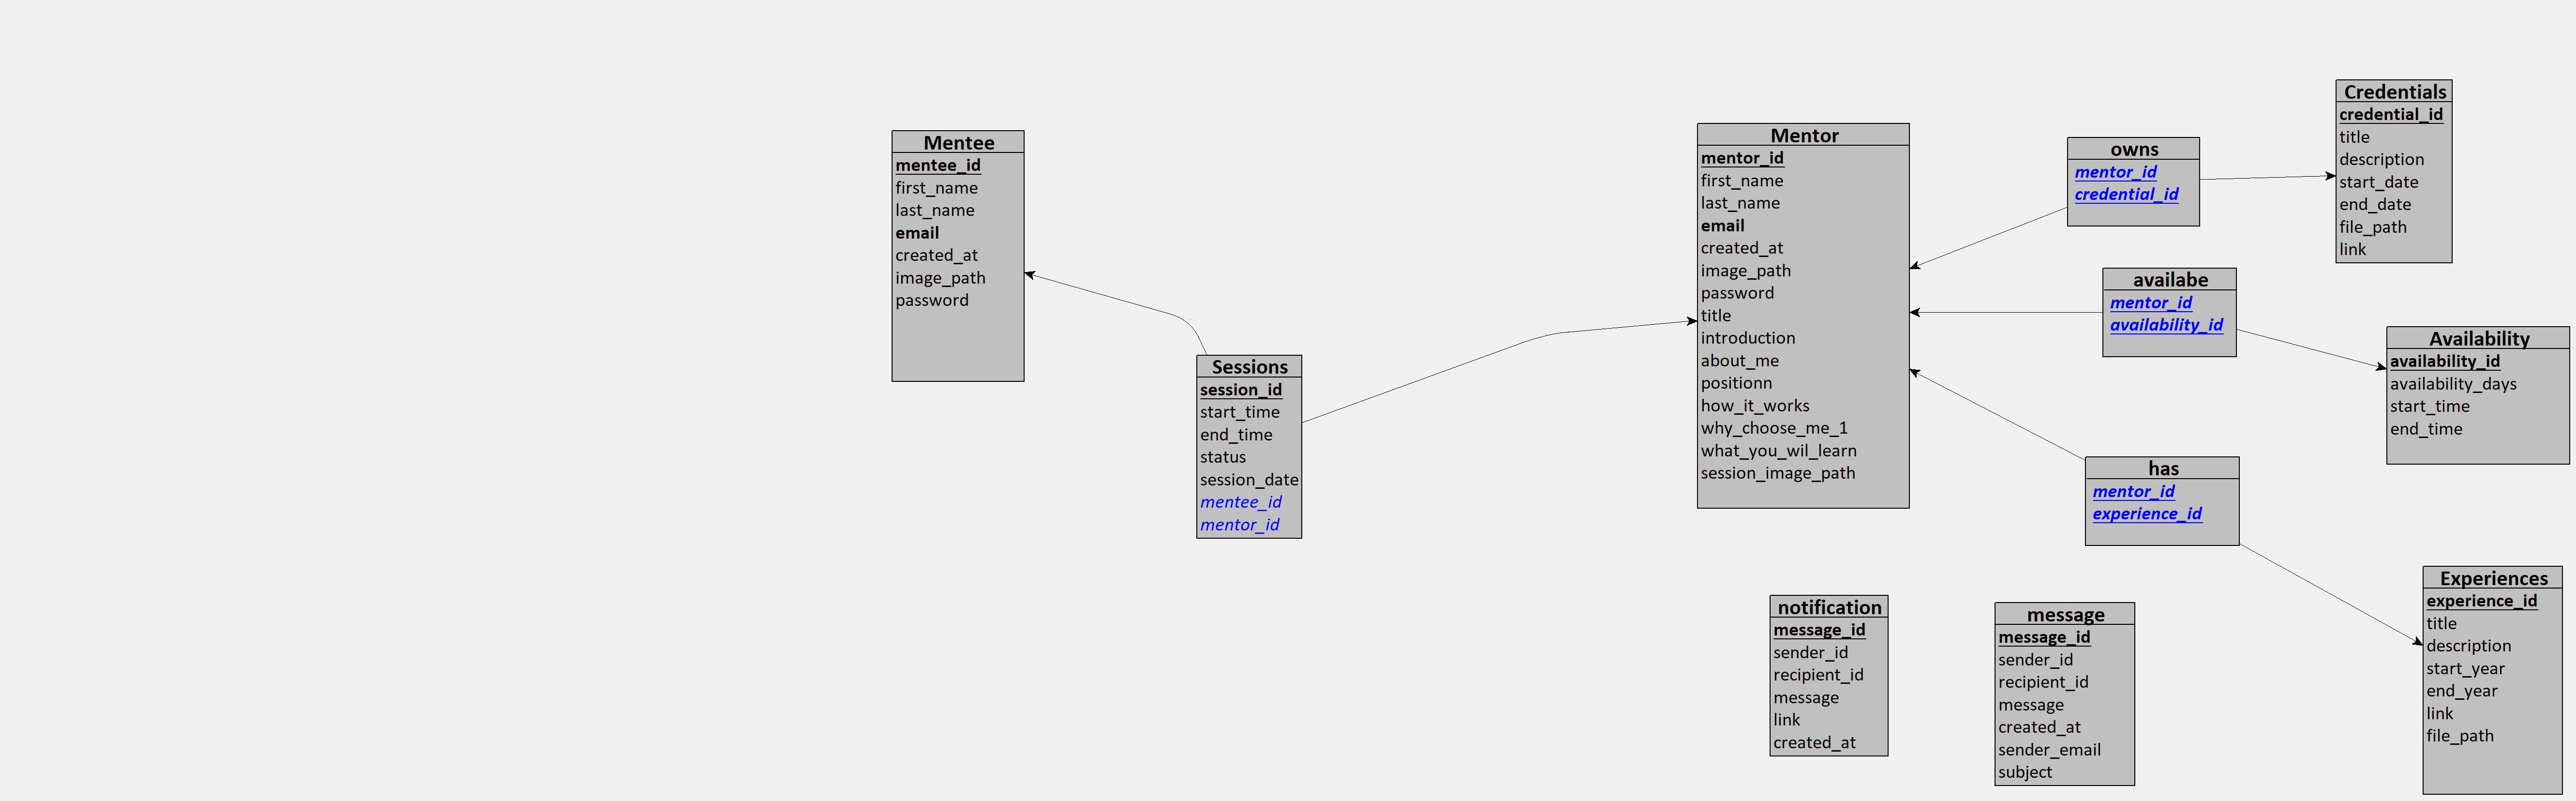 Mentee
mentee_id
first_name
last_name
email
created_at
image_path
password
Sessions
session_id
start_time
end_time
status
session_date
mentee_id
mentor_id
Mentor
mentor_id
first_name
last_name
email
created_at
image_path
password
title
introduction
about_me
positionn
how_it_works
why_choose_me_1
what_you_wil_learn
session_image_path
owns
mentor_id
credential_id
Credentials
credential_id
title
description
start_date
end_date
file_path
link
availabe
mentor_id
availability_id
Availability
availability_id
availability_days
start_time
end_time
has
mentor_id
experience_id
Experiences
experience_id
title
description
start_year
end_year
link
file_path
notification
message_id
sender_id
recipient_id
message
link
created_at
message
message_id
sender_id
recipient_id
message
created_at
sender_email
subject